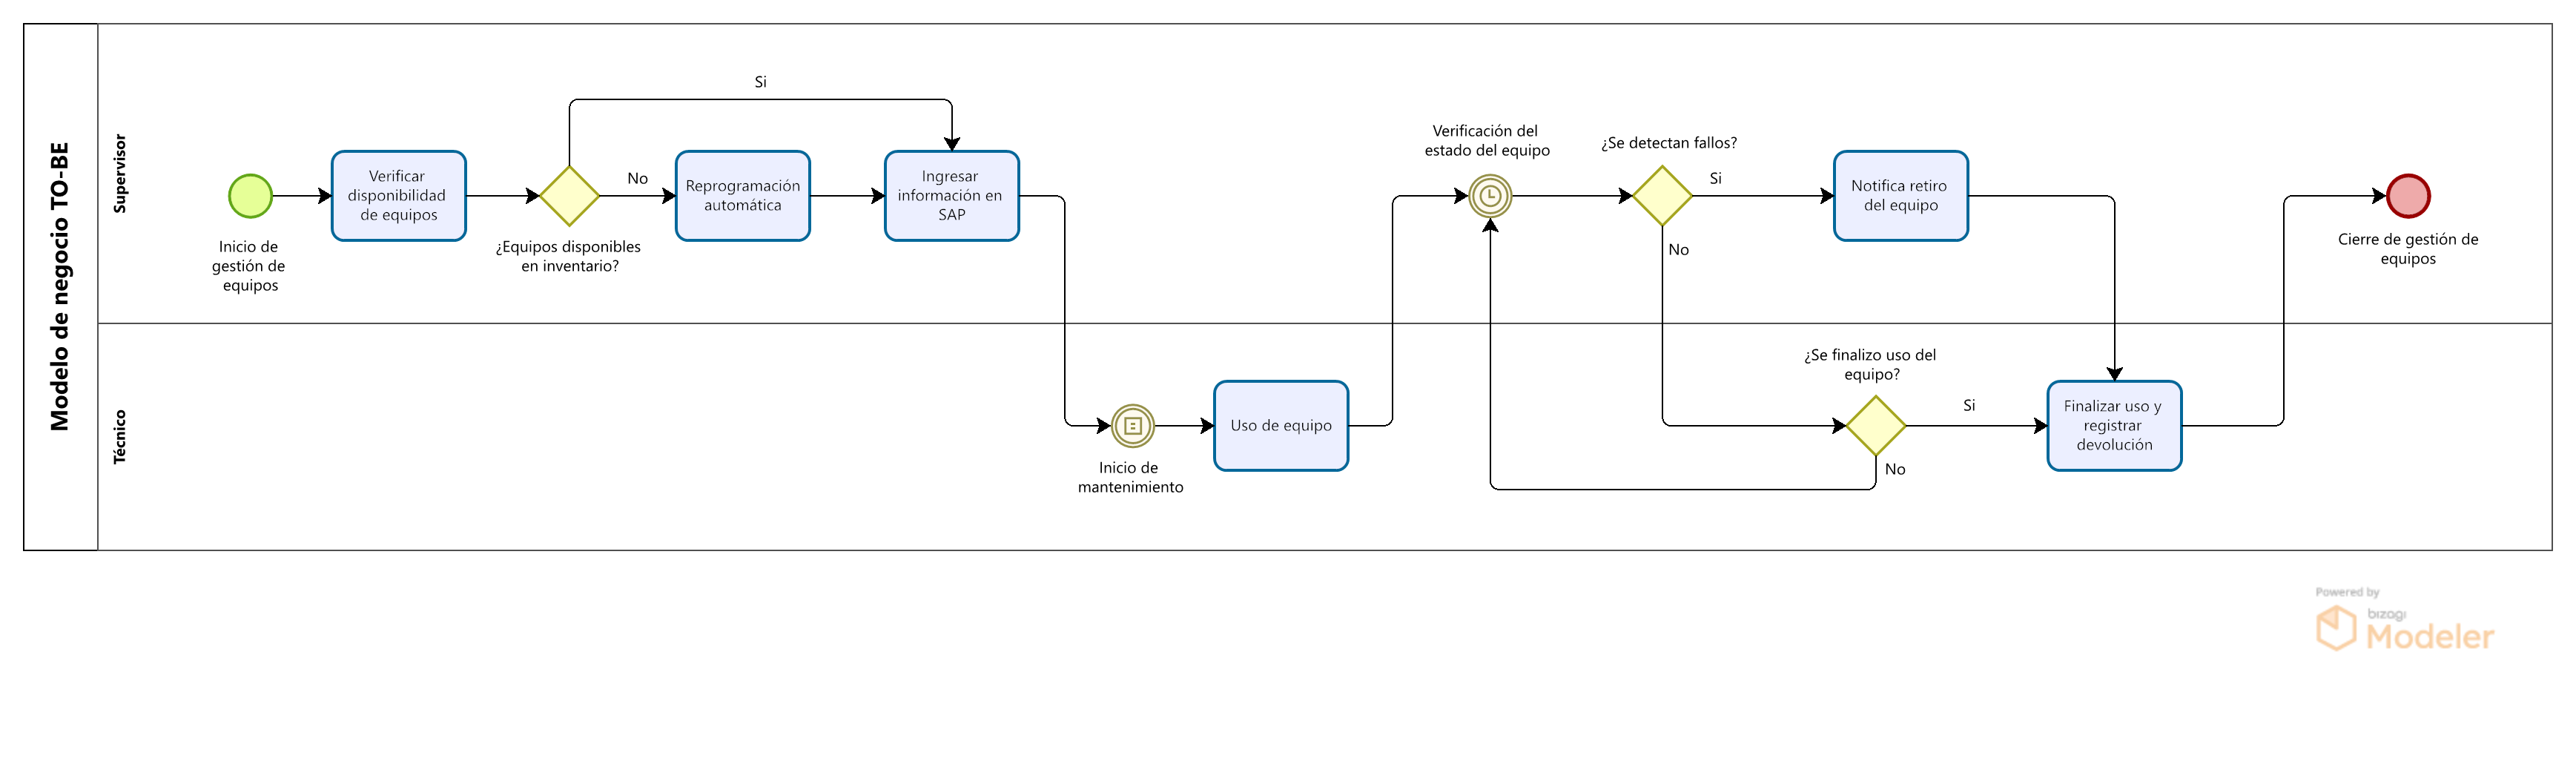 Modelo de negocio TO-BE
Supervisor
Inicio de
gestión de
equipos
Verificar
disponibilidad
de equipos
¿Equipos disponibles
en inventario?
Si
No
Reprogramación
automática
Ingresar
información en
SAP
Verificación del
estado del equipo
¿Se detectan fallos?
Si
No
Notifica retiro
del equipo
Cierre de gestión de
equipos
Técnico
Inicio de
mantenimiento
Uso de equipo
¿Se finalizo uso del
equipo?
Si
No
Finalizar uso y
registrar
devolución
Powered by
bizagi
Modeler